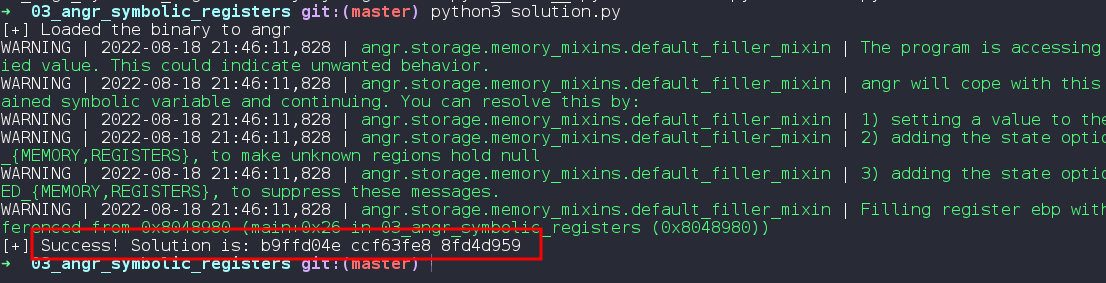 → 03_angr_symbolic_registers git:(master) python3 solution.py
[+] Loaded the binary to angr
WARNING | 2022-08-18 21:46:11,828 | angr.storage.memory_mixins.default_filler_mixin | The program is accessing
ied value. This could indicate unwanted behavior.
WARNING | 2022-08-18 21:46:11,828 | angr.storage.memory_mixins.default_filler_mixin | angr will cope with this
ained symbolic variable and continuing. You can resolve this by:
WARNING | 2022-08-18 21:46:11,828 | angr.storage.memory_mixins.default_filler_mixin | 1) setting a value to the
WARNING | 2022-08-18 21:46:11,828 | angr.storage.memory_mixins.default_filler_mixin | 2) adding the state optio
_{MEMORY,REGISTERS}, to make unknown regions hold null
WARNING | 2022-08-18 21:46:11,828 | angr.storage.memory_mixins.default_filler_mixin | 3) adding the state optio
ED_{MEMORY,REGISTERS}, to suppress these messages.
WARNING | 2022-08-18 21:46:11,828 | angr.storage.memory_mixins.default_filler_mixin | Filling register ebp with
ferenced from 0x8048980 (main+0x26 in 03_angr_symbolic_registers (0x8048980))
[+] Success! Solution is: b9ffd04e ccf63fe8 8fd4d959
→ 03_angr_symbolic_registers git:(master)